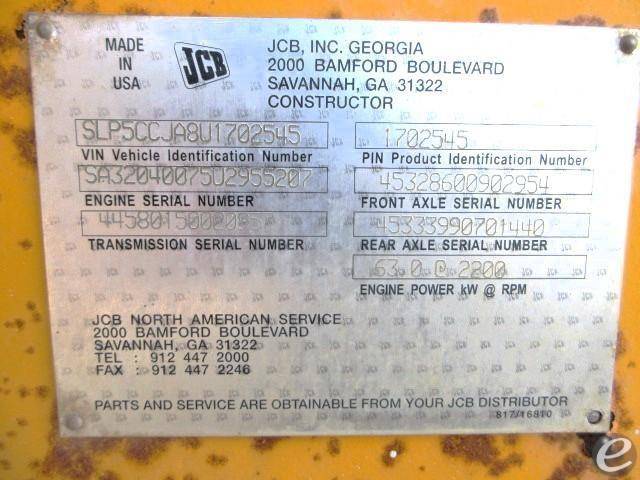 MADE
IN
USA
JCB
JCB, INC. GEORGIA
2000 BAMFORD BOULEVARD
SAVANNAH, GA 31322
CONSTRUCTOR
SLP5CCJA8U1702545
1702545
VIN Vehicle Identification Number
PIN Product Identification Number
SA32040075U2955207
45328600902954
ENGINE SERIAL NUMBER
FRONT AXLE SERIAL NUMBER
45333990701440
TRANSMISSION SERIAL NUMBER
REAR AXLE SERIAL NUMBER
63.0 @ 2200
ENGINE POWER kW @ RPM
JCB NORTH AMERICAN SERVICE
2000 BAMFORD BOULEVARD
SAVANNAH, GA 31322
TEL : 912 447 2000
FAX : 912 447 2246
PARTS AND SERVICE ARE OBTAINABLE FROM YOUR JCB DISTRIBUTOR
817/16810
e